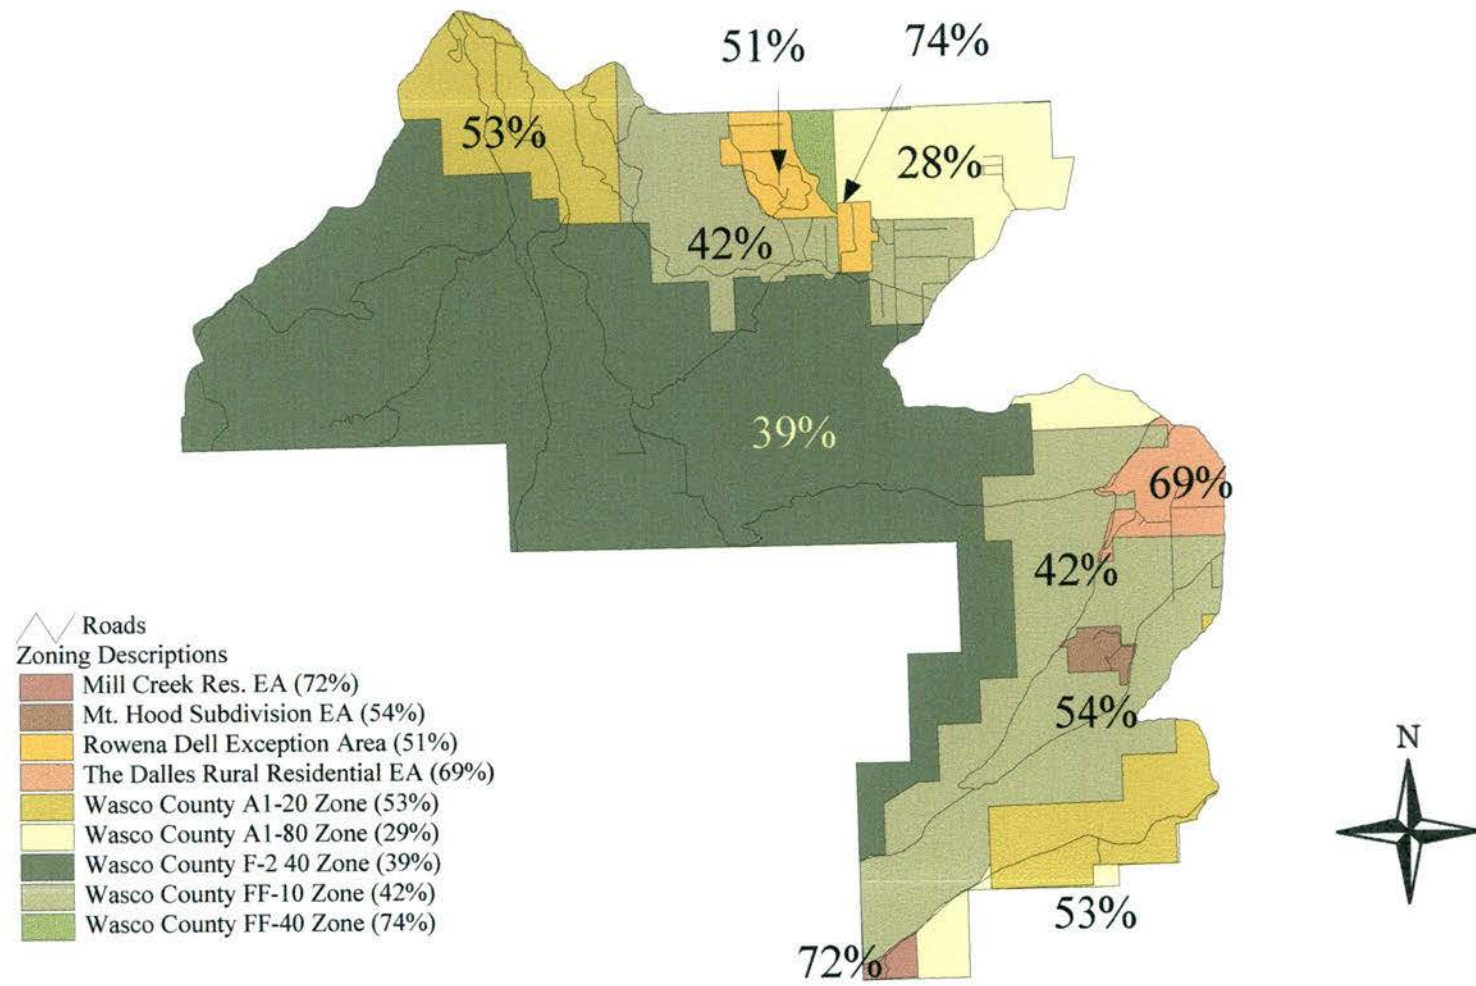 51%
74%
53%
28%
42%
39%
69%
42%
54%
53%
72%
Roads
Zoning Descriptions
Mill Creek Res. EA (72%)
Mt. Hood Subdivision EA (54%)
Rowena Dell Exception Area (51%)
The Dalles Rural Residential EA (69%)
Wasco County A1-20 Zone (53%)
Wasco County A1-80 Zone (29%)
Wasco County F-2 40 Zone (39%)
Wasco County FF-10 Zone (42%)
Wasco County FF-40 Zone (74%)
N